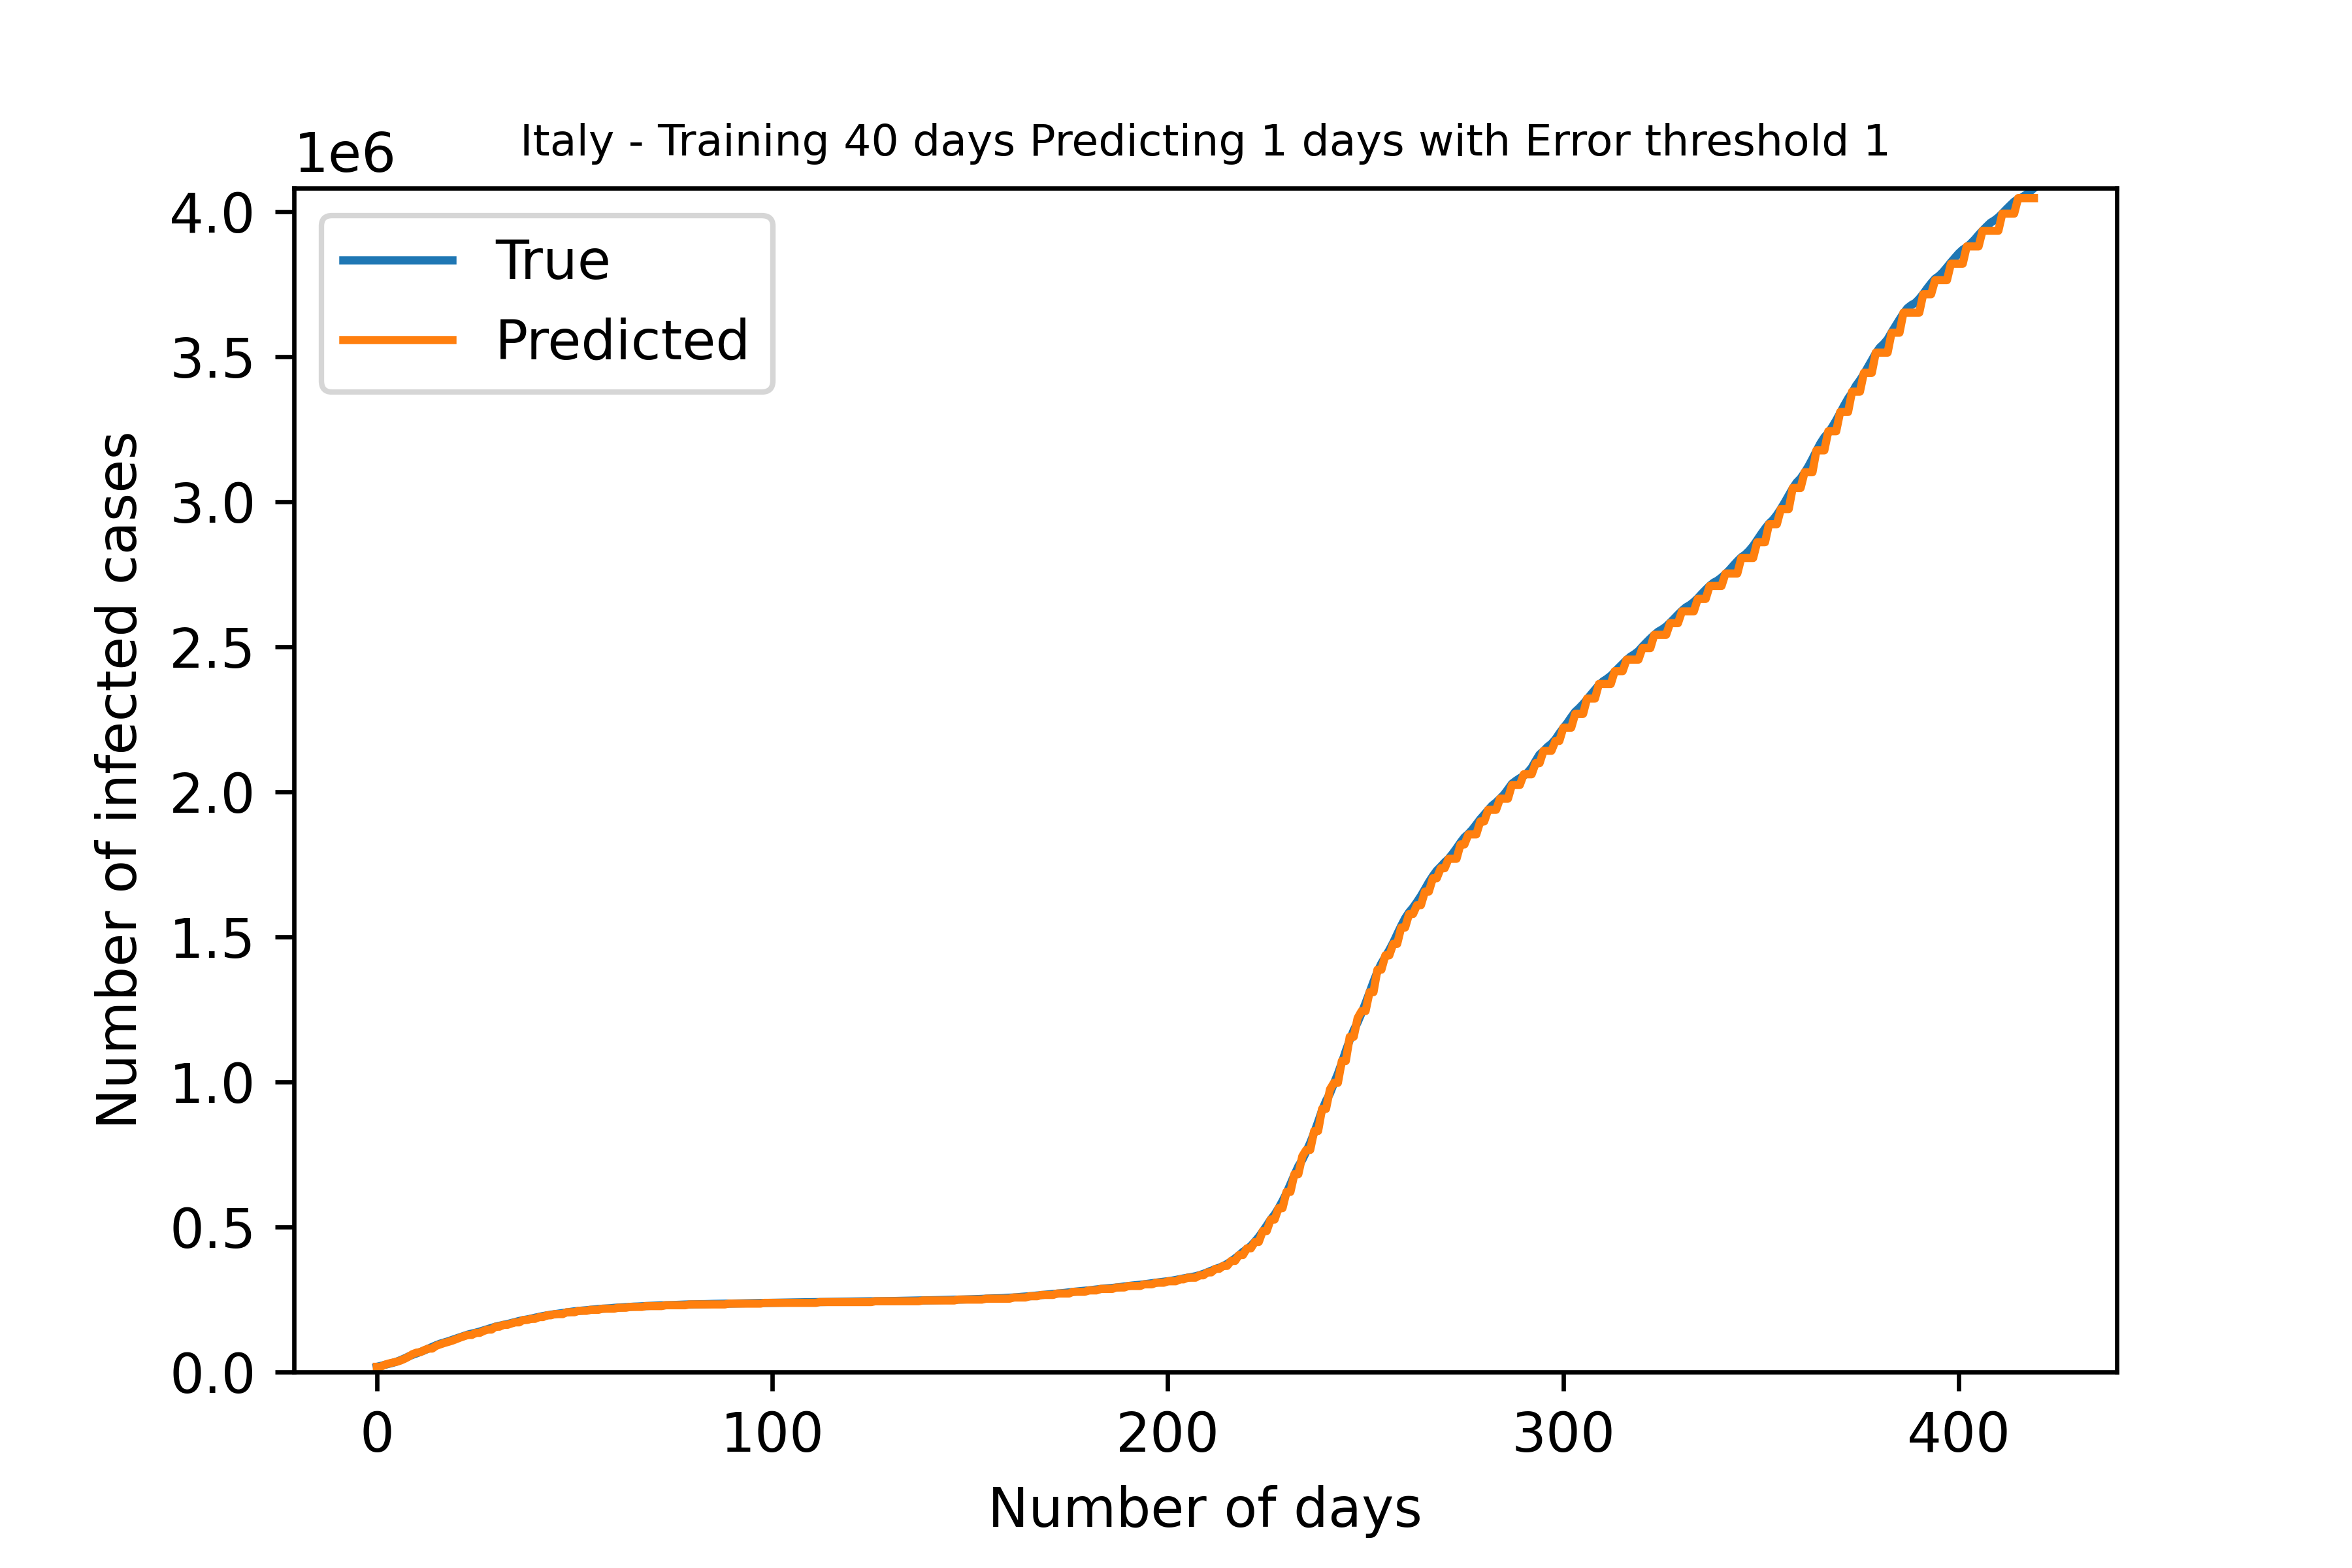 Italy - Training 40 days Predicting 1 days with Error threshold 1
1e6
True
Predicted
4.0
3.5
3.0
2.5
2.0
1.5
1.0
0.5
0.0
Number of infected cases
0 100 200 300 400
Number of days